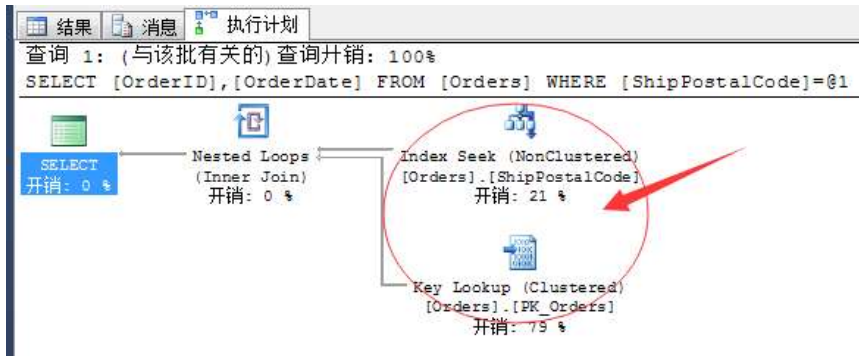 结果 消息 执行计划
查询 1: (与该批有关的)查询开销: 100%
SELECT [OrderID],[OrderDate] FROM [Orders] WHERE [ShipPostalCode]=@1
SELECT
开销: 0 %
Nested Loops
(Inner Join)
开销: 0 %
Index Seek (NonClustered)
[Orders].[ShipPostalCode]
开销: 21 %
Key Lookup (Clustered)
[Orders].[PK_Orders]
开销: 79 %